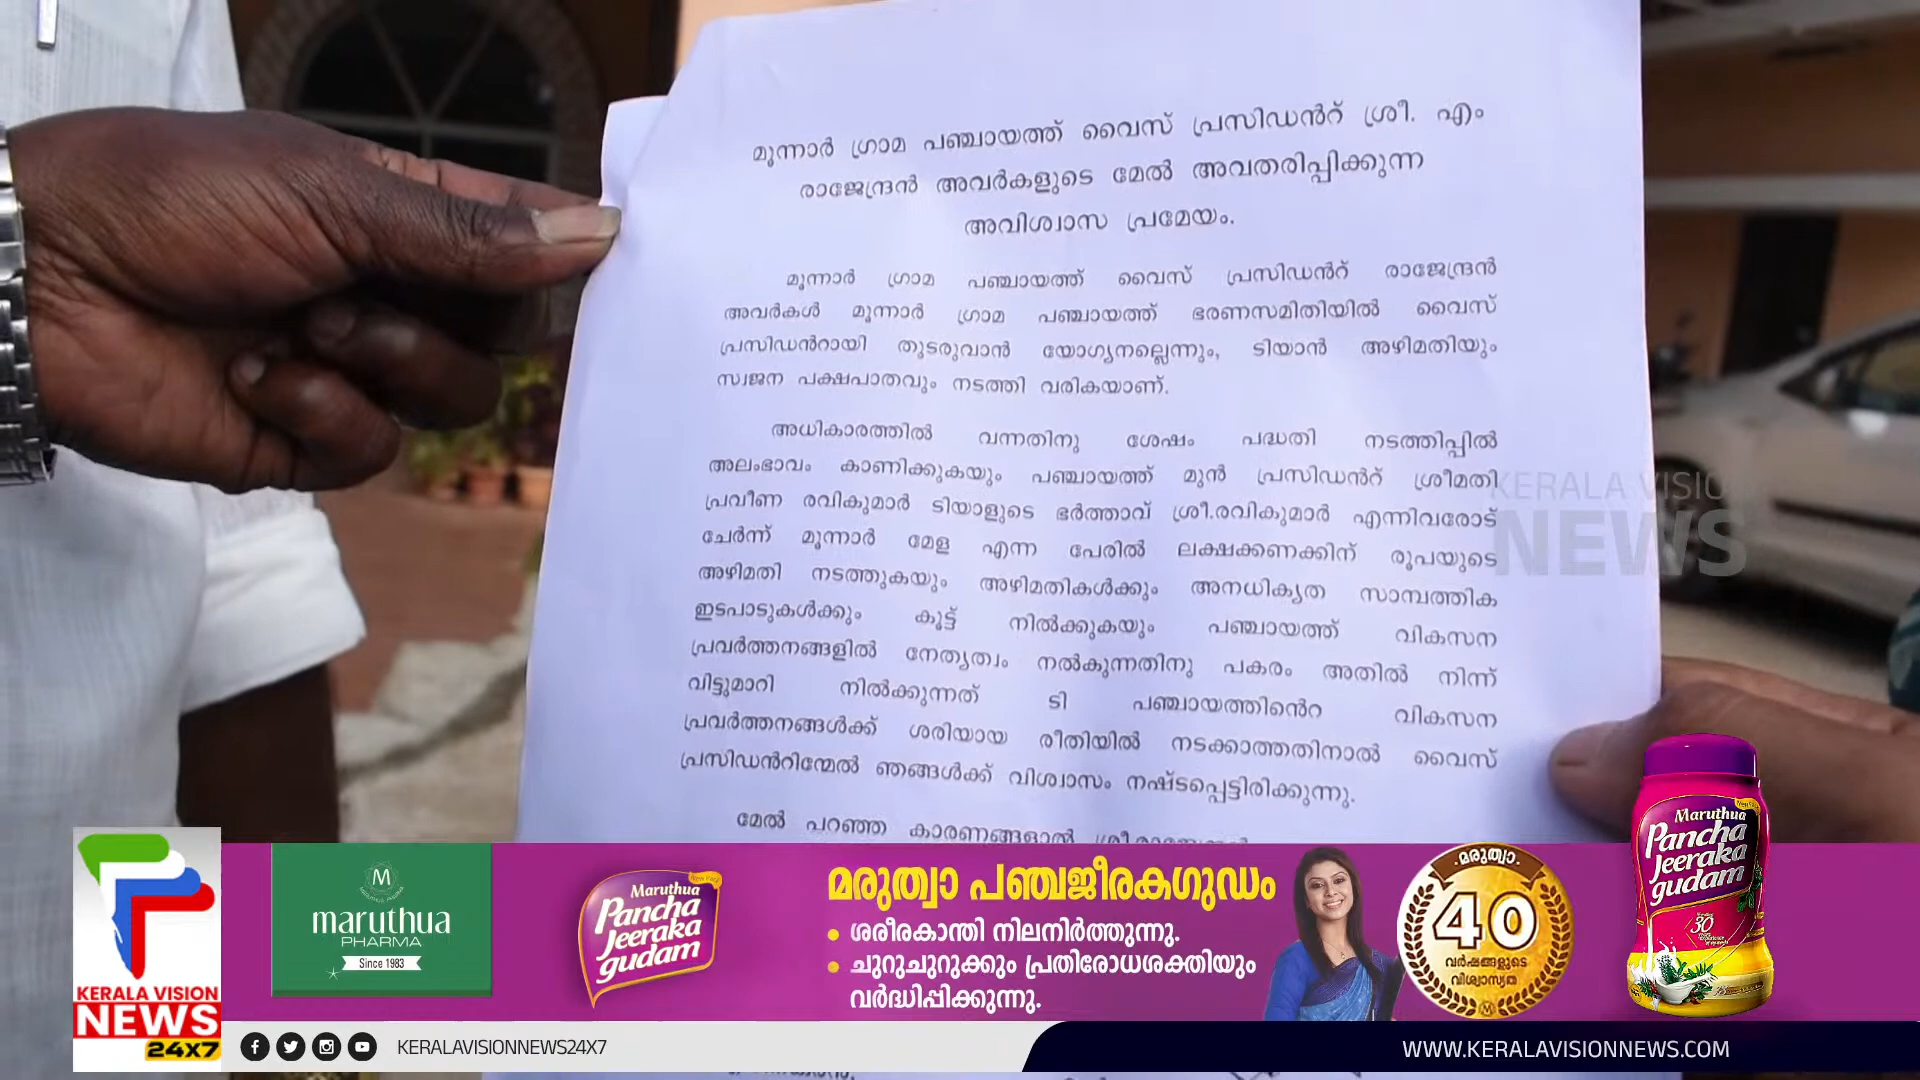 മൂന്നാർ ഗ്രാമ പഞ്ചായത്ത് വൈസ് പ്രസിഡൻറ് ശ്രീ. എം
രാജേന്ദ്രൻ അവർകളുടെ മേൽ അവതരിപ്പിക്കുന്ന
അവിശ്വാസ പ്രമേയം.
മൂന്നാർ ഗ്രാമ പഞ്ചായത്ത് വൈസ് പ്രസിഡൻറ് രാജേന്ദ്രൻ
അവർകൾ മൂന്നാർ ഗ്രാമ പഞ്ചായത്ത് ഭരണസമിതിയിൽ വൈസ്
പ്രസിഡൻറായി തുടരുവാൻ യോഗ്യനല്ലെന്നും, ടിയാൻ അഴിമതിയും
സ്വജന പക്ഷപാതവും നടത്തി വരികയാണ്.
അധികാരത്തിൽ വന്നതിനു ശേഷം പദ്ധതി നടത്തിപ്പിൽ
അലംഭാവം കാണിക്കുകയും പഞ്ചായത്ത് മുൻ പ്രസിഡൻറ് ശ്രീമതി
പ്രവീണ രവികുമാർ ടിയാളുടെ ഭർത്താവ് ശ്രീ.രവികുമാർ എന്നിവരോട്
ചേർന്ന് മൂന്നാർ മേള എന്ന പേരിൽ ലക്ഷക്കണക്കിന് രൂപയുടെ
അഴിമതി നടത്തുകയും അഴിമതികൾക്കും അനധികൃത സാമ്പത്തിക
ഇടപാടുകൾക്കും കൂട്ട് നിൽക്കുകയും പഞ്ചായത്ത് വികസന
പ്രവർത്തനങ്ങളിൽ നേതൃത്വം നൽകുന്നതിനു പകരം അതിൽ നിന്ന്
വിട്ടുമാറി നിൽക്കുന്നത് ടി പഞ്ചായത്തിൻെറ വികസന
പ്രവർത്തനങ്ങൾക്ക് ശരിയായ രീതിയിൽ നടക്കാത്തതിനാൽ വൈസ്
പ്രസിഡൻറിന്മേൽ ഞങ്ങൾക്ക് വിശ്വാസം നഷ്ടപ്പെട്ടിരിക്കുന്നു.
മേൽ പറഞ്ഞ കാരണങ്ങളാൽ
KERALA VISION
NEWS
M
maruthua
PHARMA
Since 1983
New Pack
Maruthua
Pancha
Jeeraka
gudam
മരുത്വാ പഞ്ചജീരകഗുഡം
• ശരീരകാന്തി നിലനിർത്തുന്നു.
• ചുറുചുറുക്കും പ്രതിരോധശക്തിയും
വർദ്ധിപ്പിക്കുന്നു.
മരുത്വാ
40
വർഷങ്ങളുടെ
വിശ്വാസ്യത
Maruthua
Pancha
Jeeraka
gudam
30
KERALA VISION
NEWS
24x7
KERALAVISIONNEWS24X7
WWW.KERALAVISIONNEWS.COM